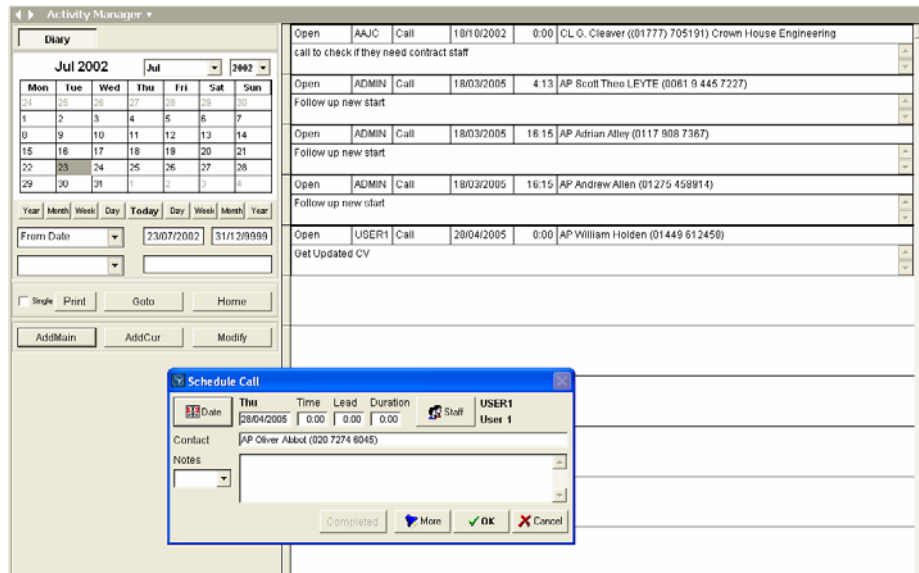 Activity Manager
Diary
Jul 2002 Jul 2002
Mon Tue Wed Thu Fri Sat Sun
24 25 26 27 28 29 30
1 2 3 4 5 6 7
8 9 10 11 12 13 14
15 16 17 18 19 20 21
22 23 24 25 26 27 28
29 30 31 1 2 3 4
Year Month Week Day Today Day Week Month Year
From Date 23/07/2002 31/12/9999
Single Print Goto Home
AddMain AddCur Modify
Open AAJC Call 18/10/2002 0:00 CL G. Cleaver ((01777) 705191) Crown House Engineering
call to check if they need contract staff
Open ADMIN Call 18/03/2005 4:13 AP Scott Theo LEYTE (0061 9 445 7227)
Follow up new start
Open ADMIN Call 18/03/2005 16:15 AP Adrian Alley (0117 908 7367)
Follow up new start
Open ADMIN Call 18/03/2005 16:15 AP Andrew Allen (01275 458914)
Follow up new start
Open USER1 Call 28/04/2005 0:00 AP William Holden (01449 612458)
Get Updated CV
Schedule Call
Date Thu Time Lead Duration Staff USER1
28/04/2005 0.00 0.00 0.00 User 1
Contact AP Oliver Abbot (020 7274 6045)
Notes
Completed More OK Cancel